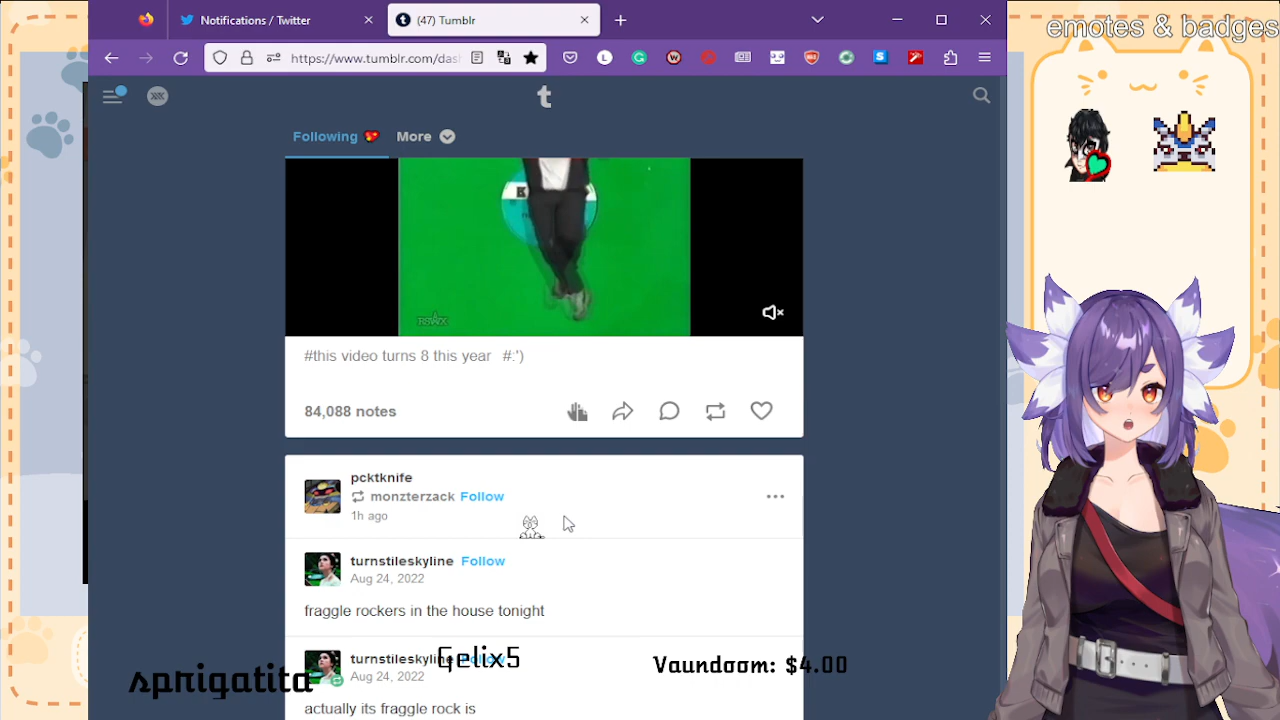 Notifications / Twitter
(47) Tumblr
https://www.tumblr.com/das
emotes & badges
Following
More
#this video turns 8 this year #:')
84,088 notes
pcktknife
monzterzack Follow
1h ago
turnstileskyline Follow
Aug 24, 2022
fraggle rockers in the house tonight
turnstileskyline
Aug 24, 2022
actually its fraggle rock is
sprigatita
Gelix5
Vaundoom: $4.00